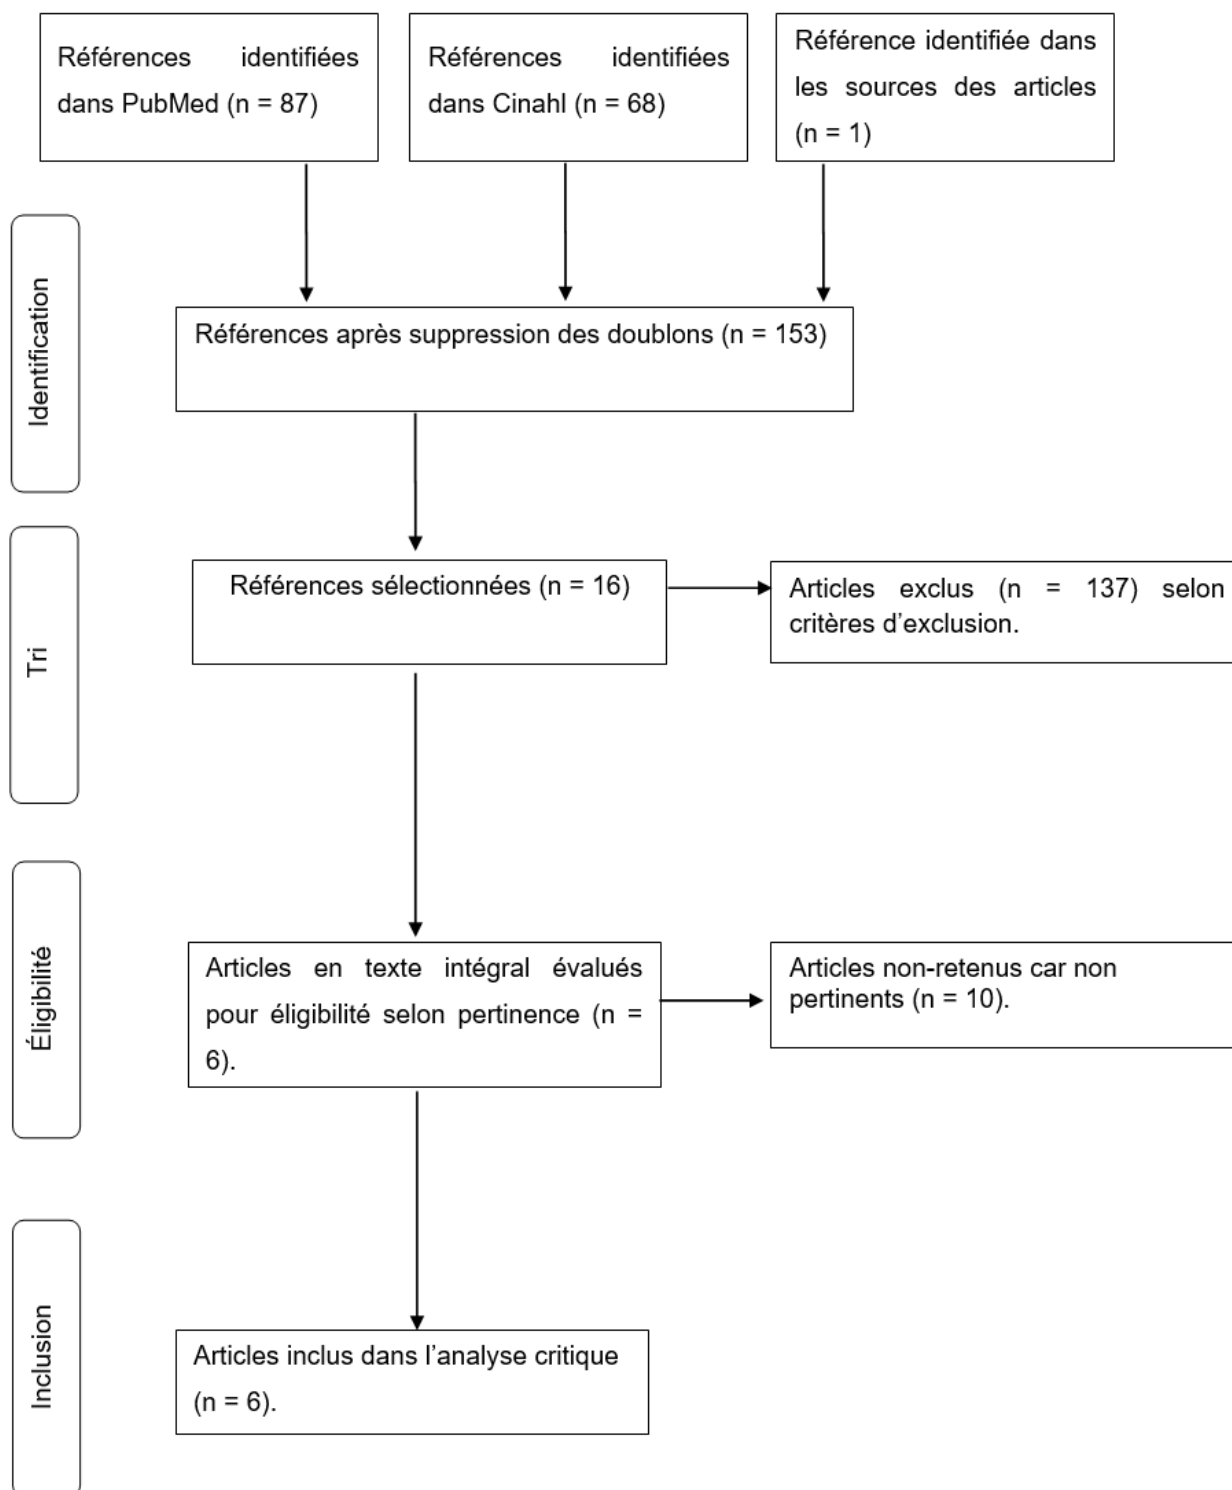 Références identifiées
dans PubMed (n = 87)
Références identifiées
dans Cinahl (n = 68)
Référence identifiée dans
les sources des articles
(n = 1)
Identification
Références après suppression des doublons (n = 153)
Tri
Références sélectionnées (n = 16)
Articles exclus (n = 137) selon
critères d’exclusion.
Éligibilité
Articles en texte intégral évalués
pour éligibilité selon pertinence (n =
6).
Articles non-retenus car non
pertinents (n = 10).
Inclusion
Articles inclus dans l’analyse critique
(n = 6).